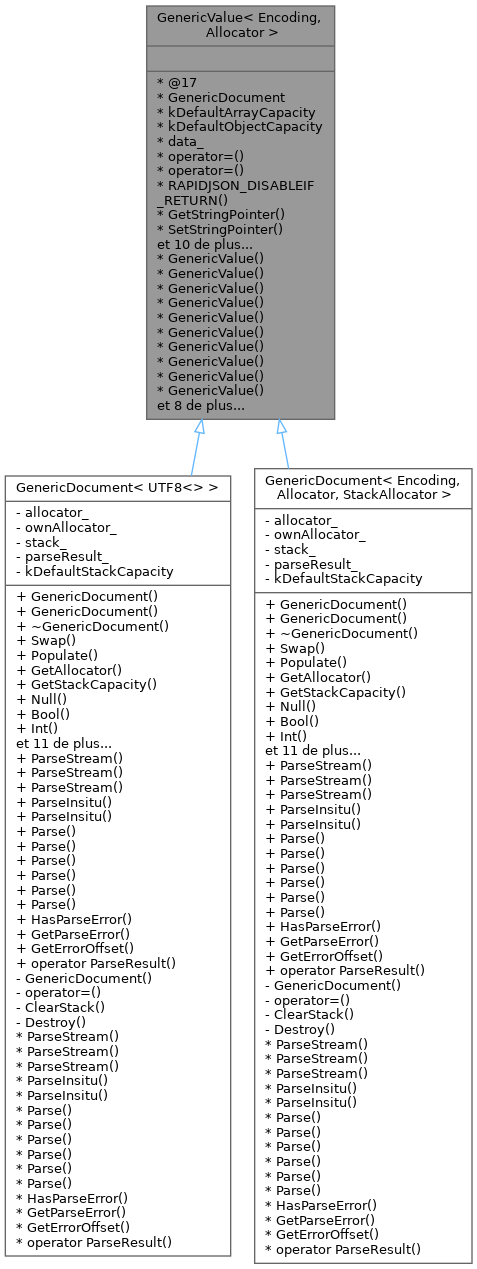 GenericValue< Encoding,
Allocator >
* @17
* GenericDocument
* kDefaultArrayCapacity
* kDefaultObjectCapacity
* data_
* operator=()
* operator=()
* RAPIDJSON_DISABLEIF
_RETURN()
* GetStringPointer()
* SetStringPointer()
et 10 de plus...
* GenericValue()
* GenericValue()
* GenericValue()
* GenericValue()
* GenericValue()
* GenericValue()
* GenericValue()
* GenericValue()
* GenericValue()
* GenericValue()
et 8 de plus...
GenericDocument< UTF8<> >
- allocator_
- ownAllocator_
- stack_
- parseResult_
- kDefaultStackCapacity
+ GenericDocument()
+ GenericDocument()
+ ~GenericDocument()
+ Swap()
+ Populate()
+ GetAllocator()
+ GetStackCapacity()
+ Null()
+ Bool()
+ Int()
et 11 de plus...
+ ParseStream()
+ ParseStream()
+ ParseStream()
+ ParseInsitu()
+ ParseInsitu()
+ Parse()
+ Parse()
+ Parse()
+ Parse()
+ Parse()
+ Parse()
+ HasParseError()
+ GetParseError()
+ GetErrorOffset()
+ operator ParseResult()
- GenericDocument()
- operator=()
- ClearStack()
- Destroy()
* ParseStream()
* ParseStream()
* ParseStream()
* ParseInsitu()
* ParseInsitu()
* Parse()
* Parse()
* Parse()
* Parse()
* Parse()
* Parse()
* HasParseError()
* GetParseError()
* GetErrorOffset()
* operator ParseResult()
GenericDocument< Encoding,
Allocator, StackAllocator >
- allocator_
- ownAllocator_
- stack_
- parseResult_
- kDefaultStackCapacity
+ GenericDocument()
+ GenericDocument()
+ ~GenericDocument()
+ Swap()
+ Populate()
+ GetAllocator()
+ GetStackCapacity()
+ Null()
+ Bool()
+ Int()
et 11 de plus...
+ ParseStream()
+ ParseStream()
+ ParseStream()
+ ParseInsitu()
+ ParseInsitu()
+ Parse()
+ Parse()
+ Parse()
+ Parse()
+ Parse()
+ Parse()
+ HasParseError()
+ GetParseError()
+ GetErrorOffset()
+ operator ParseResult()
- GenericDocument()
- operator=()
- ClearStack()
- Destroy()
* ParseStream()
* ParseStream()
* ParseStream()
* ParseInsitu()
* ParseInsitu()
* Parse()
* Parse()
* Parse()
* Parse()
* Parse()
* Parse()
* HasParseError()
* GetParseError()
* GetErrorOffset()
* operator ParseResult()